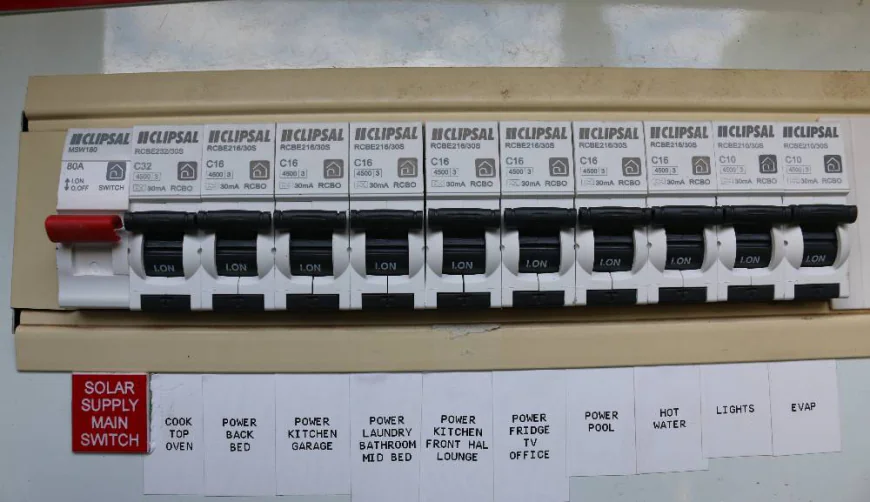 CLIPSAL
MSW180
80A
I.ON
O.OFF SWITCH
CLIPSAL
RCBE232/30S
C32
4500 3
30mA RCBO
I.ON
CLIPSAL
RCBE216/30S
C16
4500 3
30mA RCBO
I.ON
CLIPSAL
RCBE216/30S
C16
4500 3
30mA RCBO
I.ON
CLIPSAL
RCBE216/30S
C16
4500 3
30mA RCBO
I.ON
CLIPSAL
RCBE216/30S
C16
4500 3
30mA RCBO
I.ON
CLIPSAL
RCBE216/30S
C16
4500 3
30mA RCBO
I.ON
CLIPSAL
RCBE216/30S
C16
4500 3
30mA RCBO
I.ON
CLIPSAL
RCBE216/30S
C16
4500 3
30mA RCBO
I.ON
CLIPSAL
RCBE210/30S
C10
4500 3
30mA RCBO
I.ON
CLIPSAL
C10
4500 3
30mA RCBO
I.ON
SOLAR
SUPPLY
MAIN
SWITCH
COOK
TOP
OVEN
POWER
BACK
BED
POWER
KITCHEN
GARAGE
POWER
LAUNDRY
BATHROOM
MID BED
POWER
KITCHEN
FRONT HAL
LOUNGE
POWER
FRIDGE
TV
OFFICE
POWER
POOL
HOT
WATER
LIGHTS
EVAP